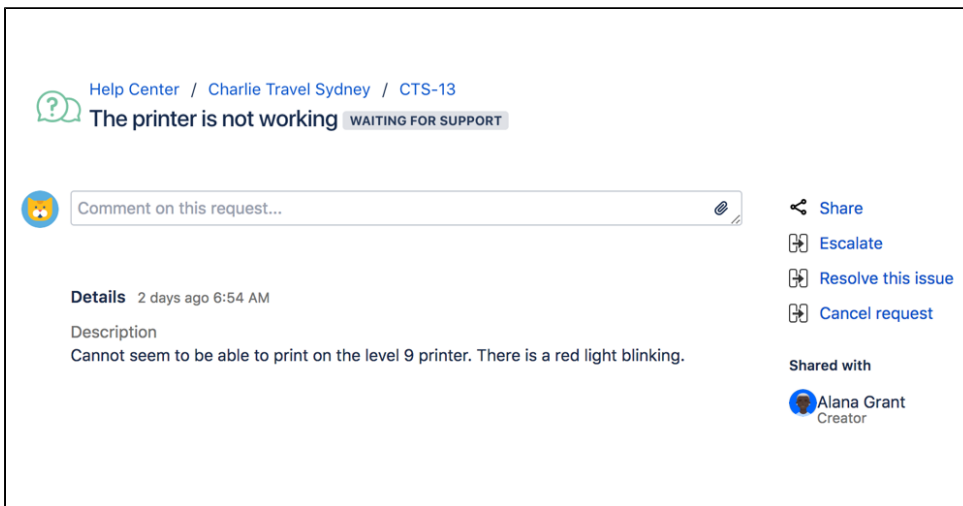 Help Center / Charlie Travel Sydney / CTS-13
The printer is not working WAITING FOR SUPPORT
Comment on this request...
Details 2 days ago 6:54 AM
Description
Cannot seem to be able to print on the level 9 printer. There is a red light blinking.
Share
Escalate
Resolve this issue
Cancel request
Shared with
Alana Grant
Creator